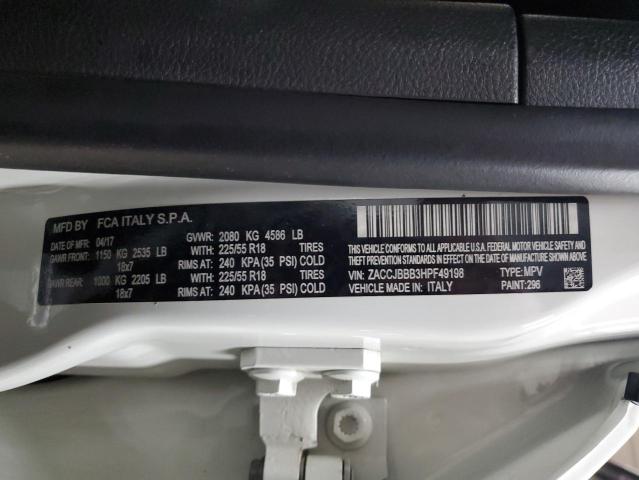 MFD BY FCA ITALY S.P.A.
DATE OF MFR: 04/17 GVWR: 2080 KG 4586 LB
GAWR FRONT: 1150 KG 2535 LB WITH: 225/55 R18 TIRES
18x7 RIMS AT: 240 KPA(35 PSI) COLD
GAWR REAR: 1000 KG 2205 LB WITH: 225/55 R18 TIRES
18x7 RIMS AT: 240 KPA(35 PSI) COLD
THIS VEHICLE CONFORMS TO ALL APPLICABLE U.S.A. FEDERAL MOTOR
VEHICLE SAFETY, BUMPER, AND THEFT PREVENTION STANDARDS
IN EFFECT ON THE DATE OF MANUFACTURE SHOWN ABOVE.
VIN: ZACCJBBB3HPF49198 TYPE: MPV
VEHICLE MADE IN: ITALY PAINT: 296